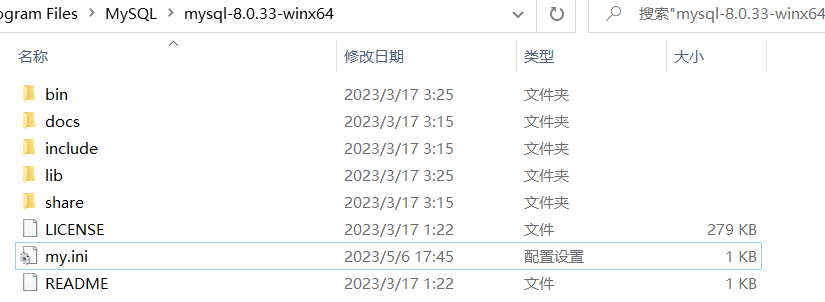 ogram Files > MySQL > mysql-8.0.33-winx64 搜索"mysql-8.0.33-winx64
名称 修改日期 类型 大小
bin 2023/3/17 3:25 文件夹
docs 2023/3/17 3:15 文件夹
include 2023/3/17 3:15 文件夹
lib 2023/3/17 3:25 文件夹
share 2023/3/17 3:15 文件夹
LICENSE 2023/3/17 1:22 文件 279 KB
my.ini 2023/5/6 17:45 配置设置 1 KB
README 2023/3/17 1:22 文件 1 KB